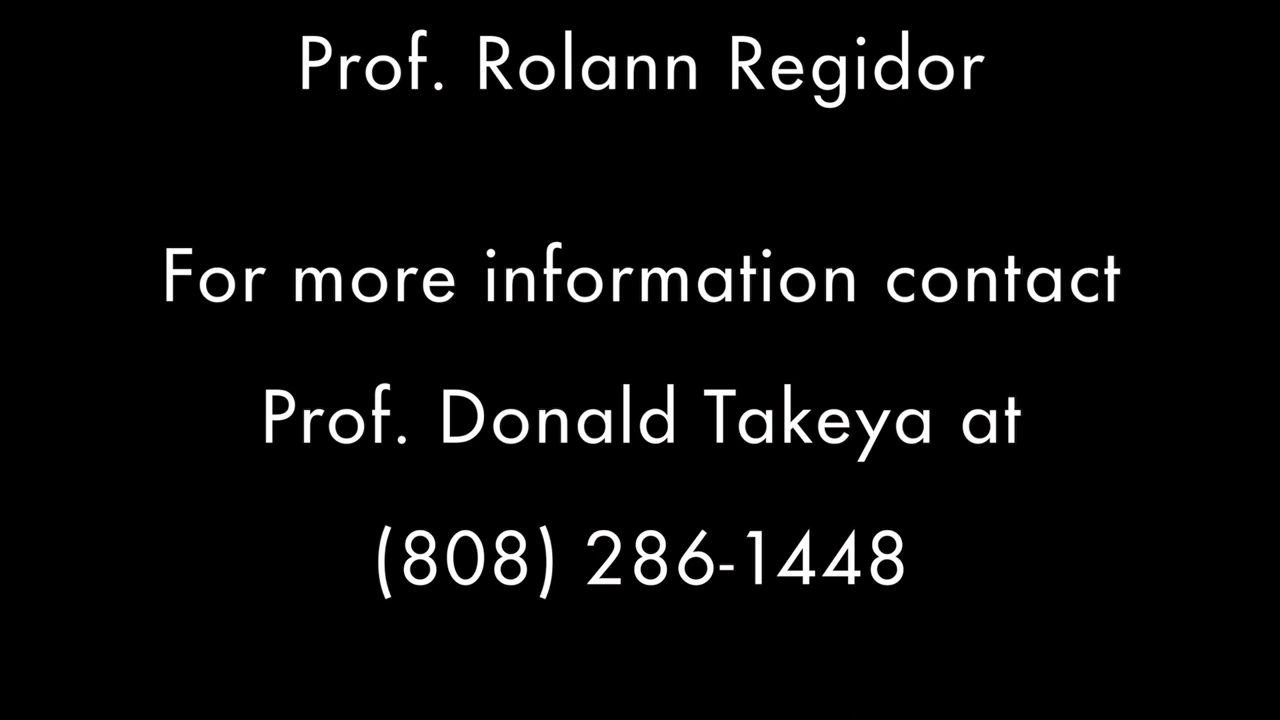 Prof. Rolann Regidor
For more information contact
Prof. Donald Takeya at
(808) 286-1448